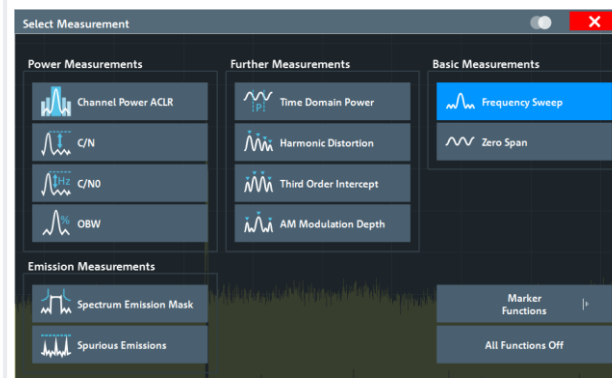 Select Measurement
Power Measurements
Channel Power ACLR
C/N
C/N0
OBW
Further Measurements
Time Domain Power
Harmonic Distortion
Third Order Intercept
AM Modulation Depth
Basic Measurements
Frequency Sweep
Zero Span
Emission Measurements
Spectrum Emission Mask
Spurious Emissions
Marker
Functions
All Functions Off